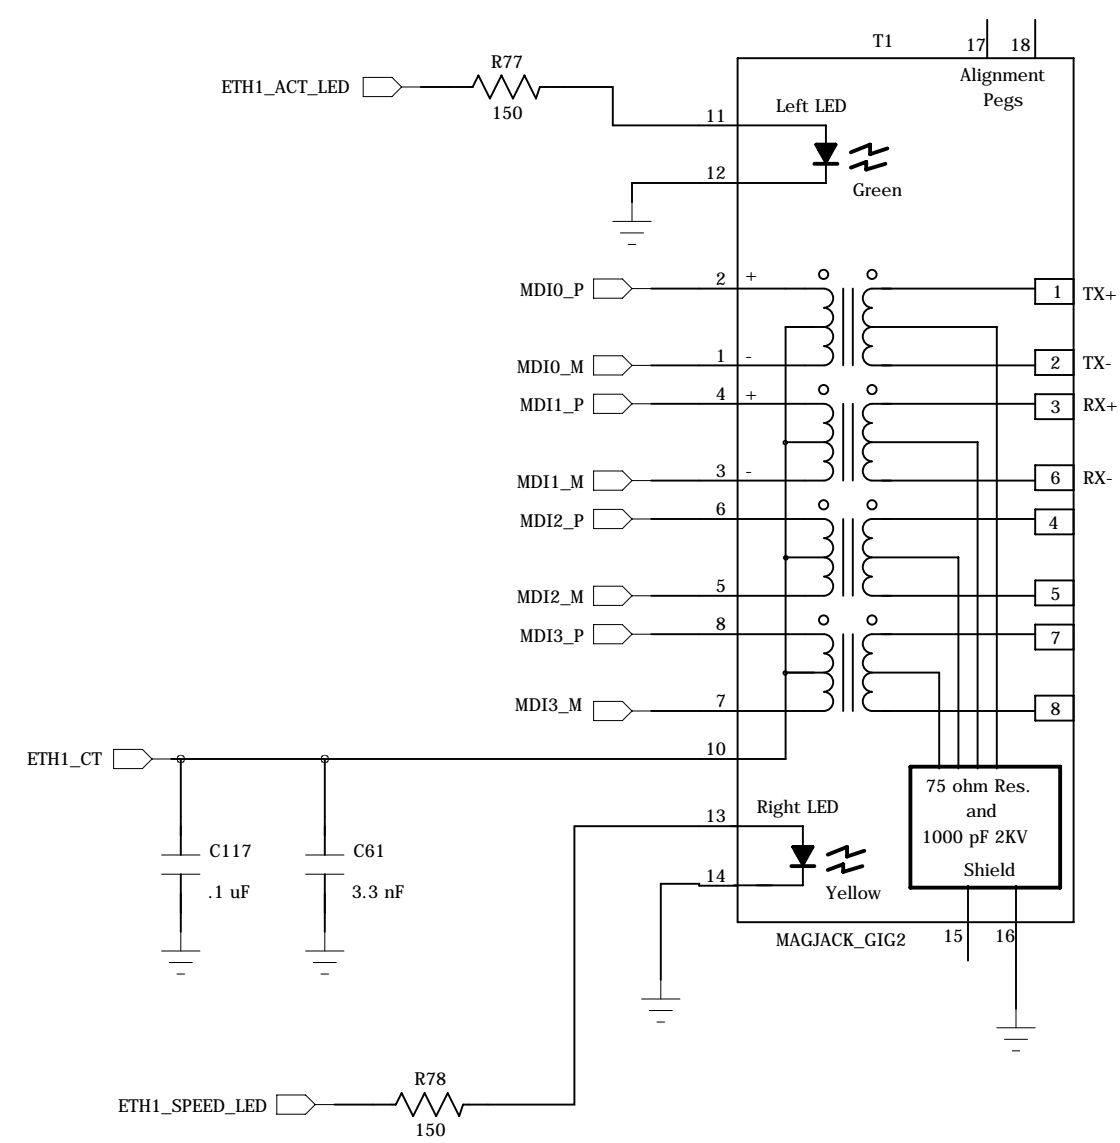 T1
17
18
R77
Alignment
Pegs
ETH1_ACT_LED
150
11
Left LED
12
Green
MDI0_P
2
+
1
TX+
MDI0_M
1
-
2
TX-
MDI1_P
4
+
3
RX+
MDI1_M
3
-
6
RX-
MDI2_P
6
4
MDI2_M
5
5
MDI3_P
8
7
MDI3_M
7
8
ETH1_CT
10
75 ohm Res.
and
1000 pF 2KV
Shield
13
Right LED
C117
.1 uF
C61
3.3 nF
14
Yellow
MAGJACK_GIG2
15
16
R78
ETH1_SPEED_LED
150